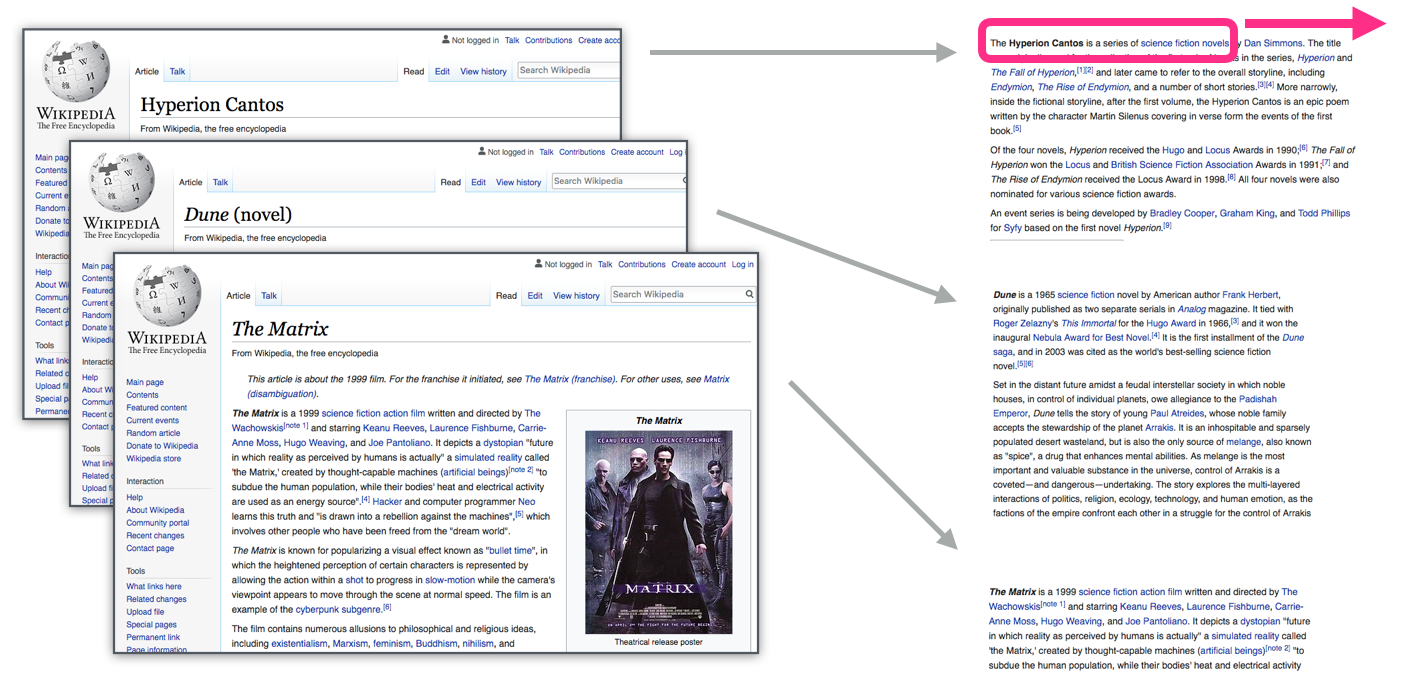 Not logged in Talk Contributions Create acco
Article Talk Read Edit View history Search Wikipedia
WIKIPEDIA
The Free Encyclopedia
Hyperion Cantos
From Wikipedia, the free encyclopedia
Main pag
Contents
Featured
Current e
Random a
Donate to
Wikipedia
Interactio
Help
About Wi
Commun
Recent ch
Contact p
Tools
What link
Related c
Upload fil
Special p
Permanen
Not logged in Talk Contributions Create account Log i
Article Talk Read Edit View history Search Wikipedia
WIKIPEDIA
The Free Encyclopedia
Dune (novel)
From Wikipedia, the free encyclopedia
Main pag
Contents
Featured
Current e
Random
Donate to
Wikipedia
Interactio
Help
About W
Commun
Recent c
Contact p
Tools
What link
Related c
Upload fi
Special p
Not logged in Talk Contributions Create account Log in
Article Talk Read Edit View history Search Wikipedia
WIKIPEDIA
The Free Encyclopedia
The Matrix
From Wikipedia, the free encyclopedia
Main page
Contents
Featured content
Current events
Random article
Donate to Wikipedia
Wikipedia store
Interaction
Help
About Wikipedia
Community portal
Recent changes
Contact page
Tools
What links here
Related changes
Upload file
Special pages
Permanent link
Page information
This article is about the 1999 film. For the franchise it initiated, see The Matrix (franchise). For other uses, see Matrix
(disambiguation).
The Matrix is a 1999 science fiction action film written and directed by The
Wachowskis[note 1] and starring Keanu Reeves, Laurence Fishburne, Carrie-
Anne Moss, Hugo Weaving, and Joe Pantoliano. It depicts a dystopian "future
in which reality as perceived by humans is actually" a simulated reality called
'the Matrix,' created by thought-capable machines (artificial beings)[note 2] "to
subdue the human population, while their bodies' heat and electrical activity
are used as an energy source".[4] Hacker and computer programmer Neo
learns this truth and "is drawn into a rebellion against the machines",[5] which
involves other people who have been freed from the "dream world".
The Matrix is known for popularizing a visual effect known as "bullet time", in
which the heightened perception of certain characters is represented by
allowing the action within a shot to progress in slow-motion while the camera's
viewpoint appears to move through the scene at normal speed. The film is an
example of the cyberpunk subgenre.[6]
The film contains numerous allusions to philosophical and religious ideas,
including existentialism, Marxism, feminism, Buddhism, nihilism, and
The Matrix
KEANU REEVES LAURENCE FISHBURNE
THE MATRIX
ON APRIL 31ST THE FIGHT FOR THE FUTURE BEGINS
Theatrical release poster
The Hyperion Cantos is a series of science fiction novels y Dan Simmons. The title
s in the series, Hyperion and
The Fall of Hyperion,[1][2] and later came to refer to the overall storyline, including
Endymion, The Rise of Endymion, and a number of short stories.[3][4] More narrowly,
inside the fictional storyline, after the first volume, the Hyperion Cantos is an epic poem
written by the character Martin Silenus covering in verse form the events of the first
book.[5]
Of the four novels, Hyperion received the Hugo and Locus Awards in 1990;[6] The Fall of
Hyperion won the Locus and British Science Fiction Association Awards in 1991;[7] and
The Rise of Endymion received the Locus Award in 1998.[8] All four novels were also
nominated for various science fiction awards.
An event series is being developed by Bradley Cooper, Graham King, and Todd Phillips
for Syfy based on the first novel Hyperion.[9]
Dune is a 1965 science fiction novel by American author Frank Herbert,
originally published as two separate serials in Analog magazine. It tied with
Roger Zelazny's This Immortal for the Hugo Award in 1966,[3] and it won the
inaugural Nebula Award for Best Novel.[4] It is the first installment of the Dune
saga, and in 2003 was cited as the world's best-selling science fiction
novel.[5][6]
Set in the distant future amidst a feudal interstellar society in which noble
houses, in control of individual planets, owe allegiance to the Padishah
Emperor, Dune tells the story of young Paul Atreides, whose noble family
accepts the stewardship of the planet Arrakis. It is an inhospitable and sparsely
populated desert wasteland, but is also the only source of melange, also known
as "spice", a drug that enhances mental abilities. As melange is the most
important and valuable substance in the universe, control of Arrakis is a
coveted—and dangerous—undertaking. The story explores the multi-layered
interactions of politics, religion, ecology, technology, and human emotion, as the
factions of the empire confront each other in a struggle for the control of Arrakis
The Matrix is a 1999 science fiction action film written and directed by The
Wachowskis[note 1] and starring Keanu Reeves, Laurence Fishburne, Carrie-
Anne Moss, Hugo Weaving, and Joe Pantoliano. It depicts a dystopian "future
in which reality as perceived by humans is actually" a simulated reality called
'the Matrix,' created by thought-capable machines (artificial beings)[note 2] "to
subdue the human population, while their bodies' heat and electrical activity